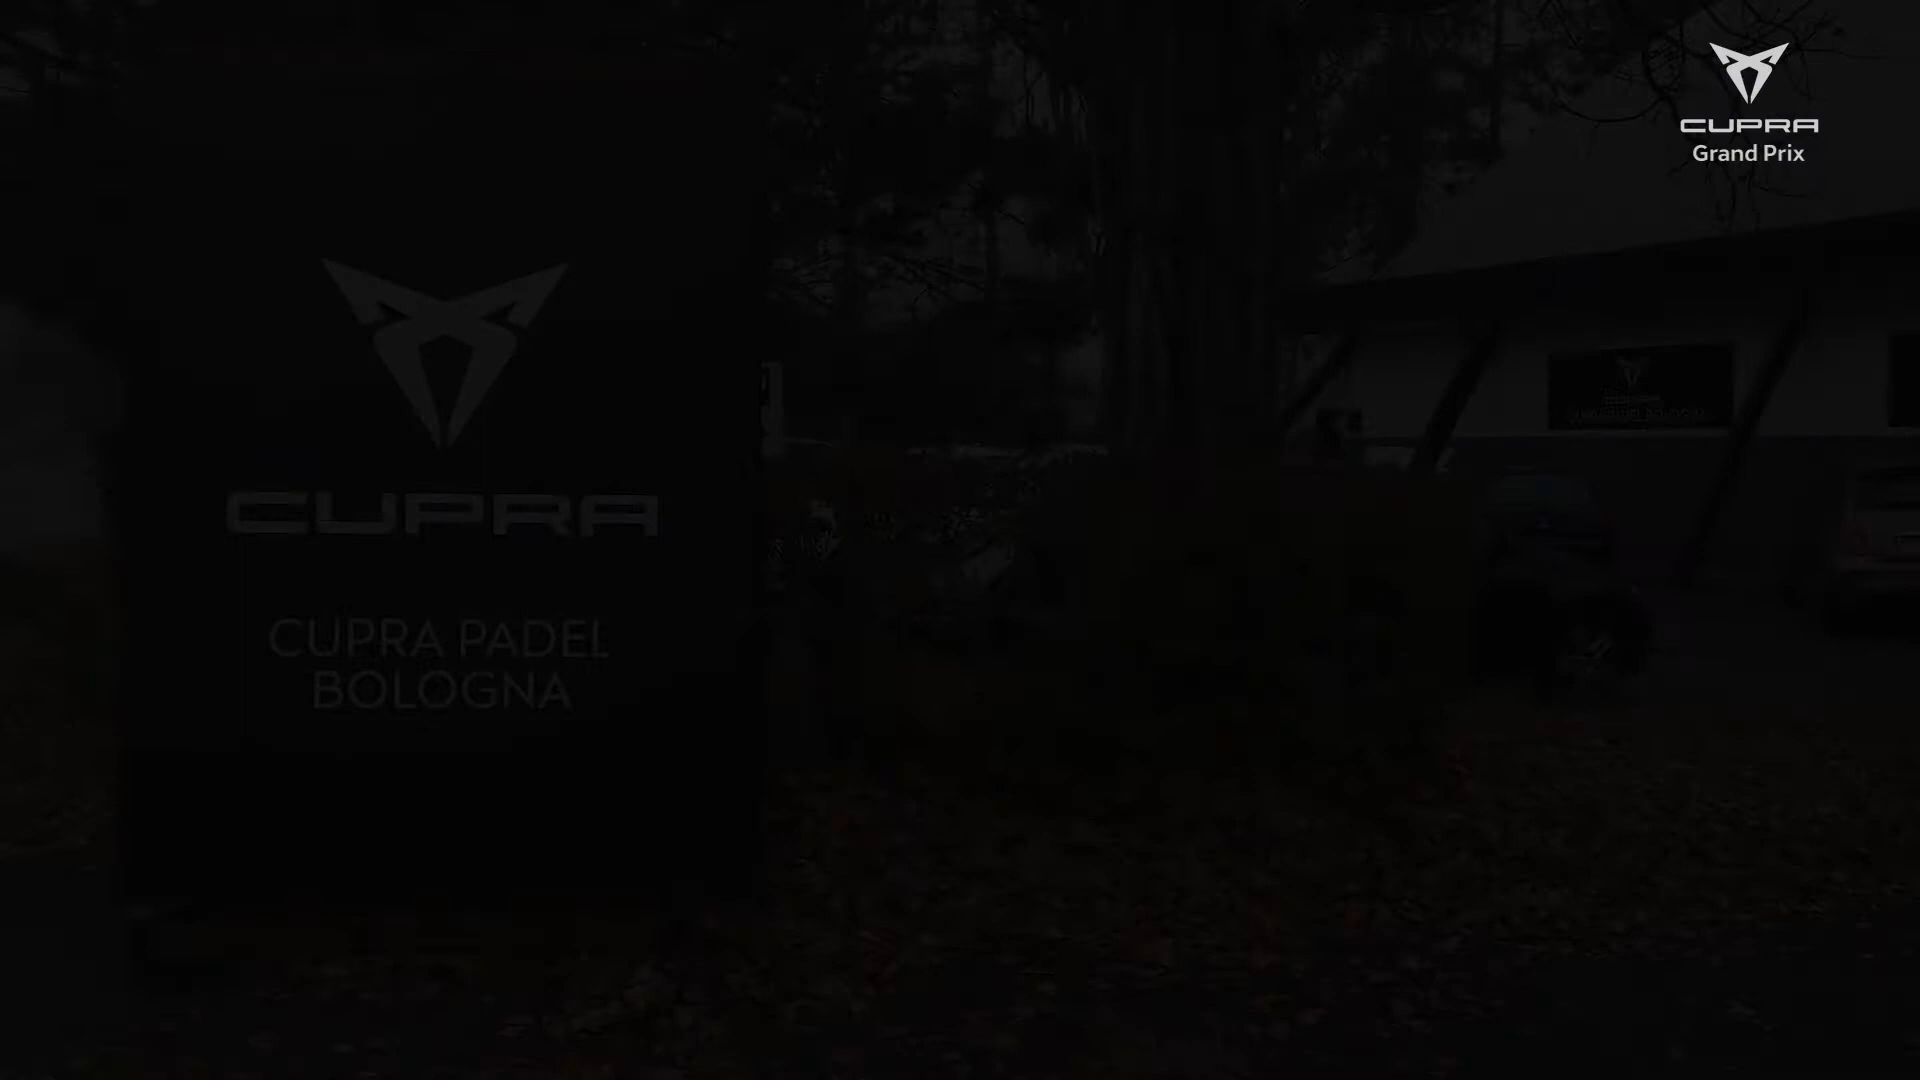 CUPRA
Grand Prix
CUPRA
CUPRA PADEL
BOLOGNA